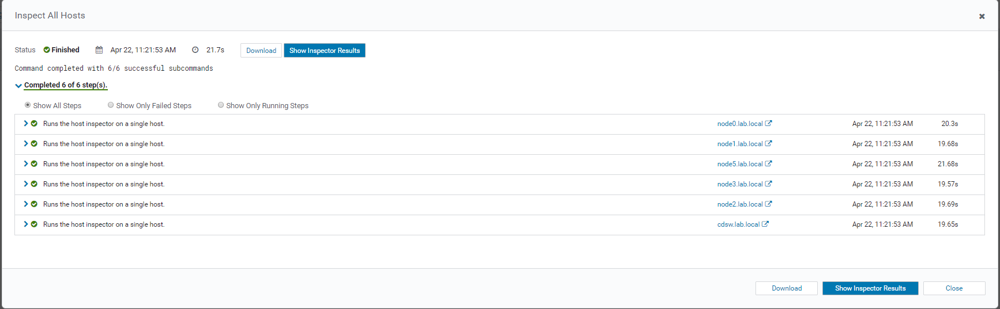 Inspect All Hosts
Status Finished Apr 22, 11:21:53 AM 21.7s Download Show Inspector Results
Command completed with 6/6 successful subcommands
Completed 6 of 6 step(s).
Show All Steps Show Only Failed Steps Show Only Running Steps
Runs the host inspector on a single host. node0.lab.local Apr 22, 11:21:53 AM 20.3s
Runs the host inspector on a single host. node1.lab.local Apr 22, 11:21:53 AM 19.68s
Runs the host inspector on a single host. node5.lab.local Apr 22, 11:21:53 AM 21.68s
Runs the host inspector on a single host. node3.lab.local Apr 22, 11:21:53 AM 19.57s
Runs the host inspector on a single host. node2.lab.local Apr 22, 11:21:53 AM 19.69s
Runs the host inspector on a single host. cdsw.lab.local Apr 22, 11:21:53 AM 19.65s
Download Show Inspector Results Close